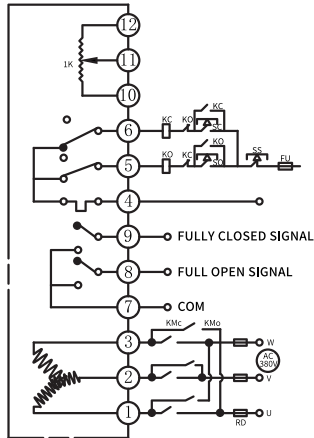 12
1K
11
10
KC
6
KC
KO
SC
KO
SS
5
KO
KC
SO
FU
4
9
FULLY CLOSED SIGNAL
8
FULL OPEN SIGNAL
7
COM
KMc
KMo
3
W
AC
380V
2
V
1
U
RD